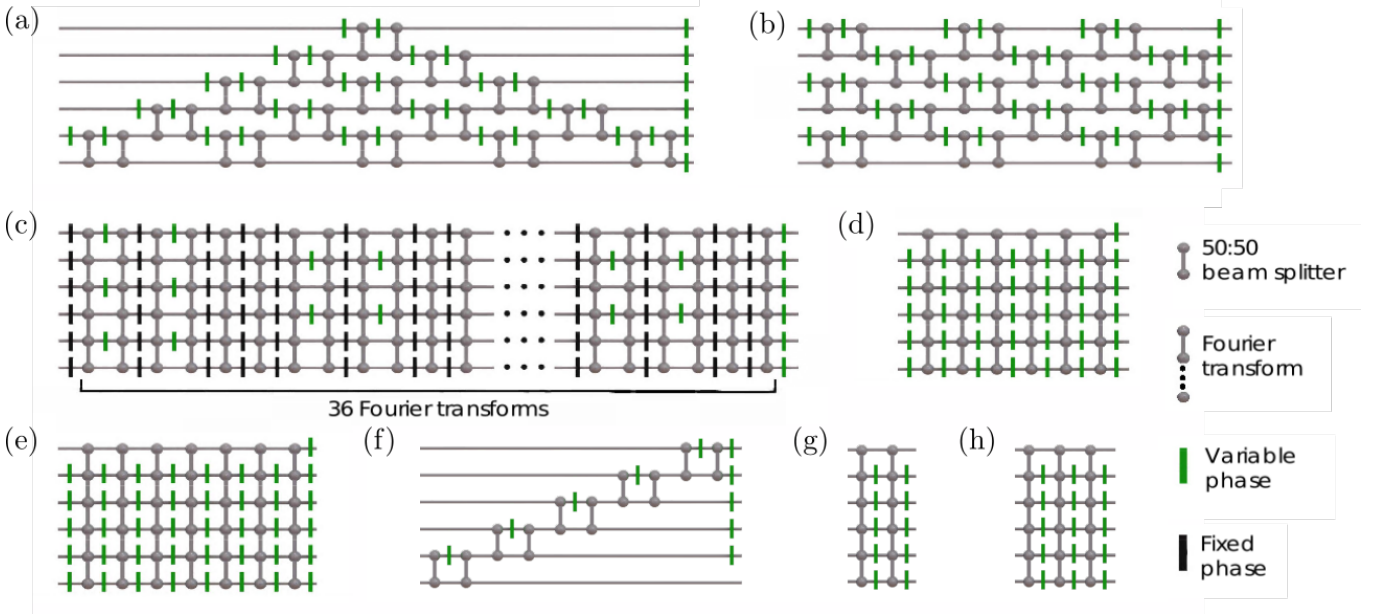 (a)
(b)
(c)
(d)
50:50
beam splitter
Fourier
transform
36 Fourier transforms
(e)
(f)
(g)
(h)
Variable
phase
Fixed
phase